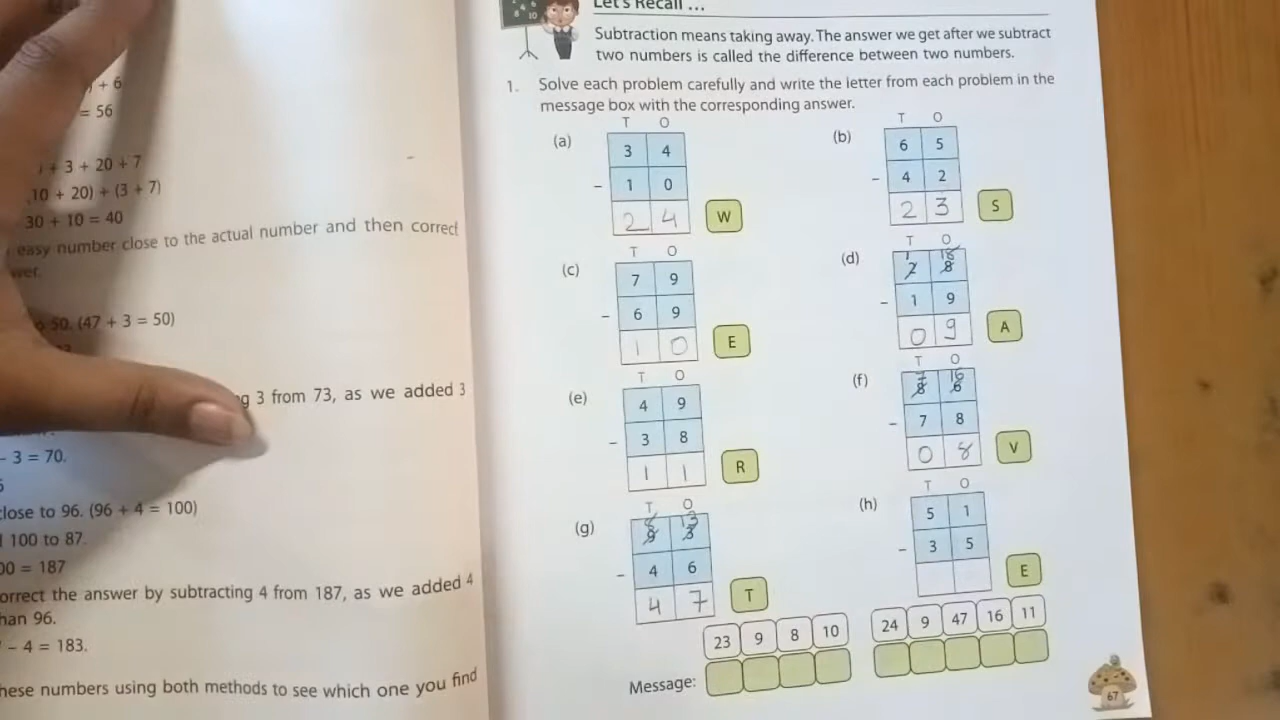 ) + 6
= 56
+ 3 + 20 + 7
10 + 20) + (3 + 7)
30 + 10 = 40
easy number close to the actual number and then correct
50. (47 + 3 = 50)
3 from 73, as we added 3
- 3 = 70.
close to 96. (96 + 4 = 100)
100 to 87.
00 = 187
orrect the answer by subtracting 4 from 187, as we added 4
han 96.
- 4 = 183.
hese numbers using both methods to see which one you find
Let's Recall ...
Subtraction means taking away. The answer we get after we subtract
two numbers is called the difference between two numbers.
1. Solve each problem carefully and write the letter from each problem in the
message box with the corresponding answer.
(a) T O
3 4
- 1 0
2 4 W
(b) T O
6 5
- 4 2
2 3 S
(c) T O
7 9
- 6 9
1 0 E
(d) T O
1 18
2 8
- 1 9
0 9 A
(e) T O
4 9
- 3 8
1 1 R
(f) T O
7 16
8 6
- 7 8
0 8 V
(g) T O
8 13
9 3
- 4 6
4 7 T
(h) T O
5 1
- 3 5
E
23 9 8 10 24 9 47 16 11
Message:
67